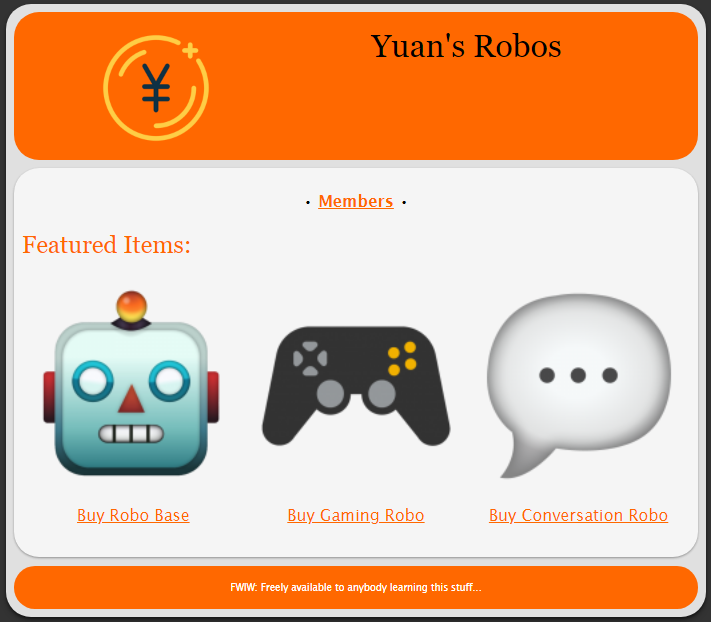 ¥
Yuan's Robos
• Members •
Featured Items:
Buy Robo Base
Buy Gaming Robo
Buy Conversation Robo
FWIW: Freely available to anybody learning this stuff...